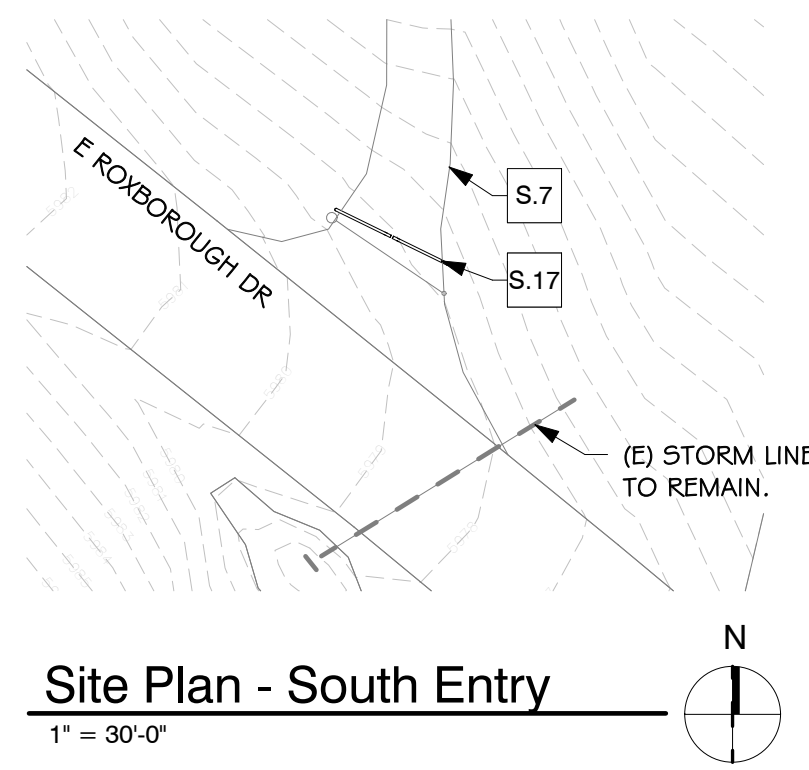 E ROXBOROUGH DR
S.7
S.17
(E) STORM LINE
TO REMAIN.
N
Site Plan - South Entry
1" = 30'-0"